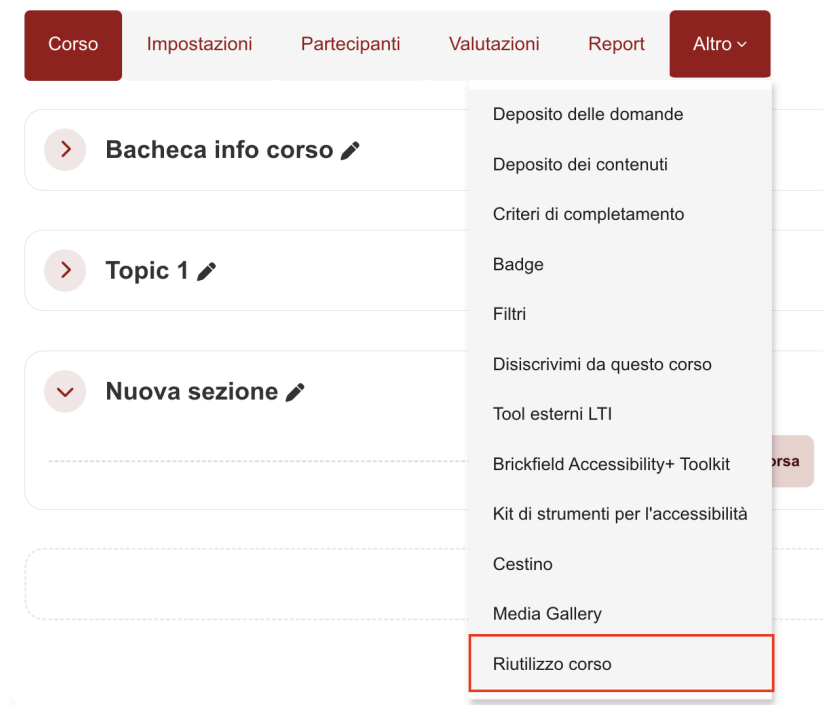 Corso Impostazioni Partecipanti Valutazioni Report Altro
Deposito delle domande
Bacheca info corso
Deposito dei contenuti
Criteri di completamento
Badge
Topic 1
Filtri
Disiscrivimi da questo corso
Nuova sezione
Tool esterni LTI
Brickfield Accessibility+ Toolkit
Kit di strumenti per l'accessibilità
Cestino
Media Gallery
Riutilizzo corso